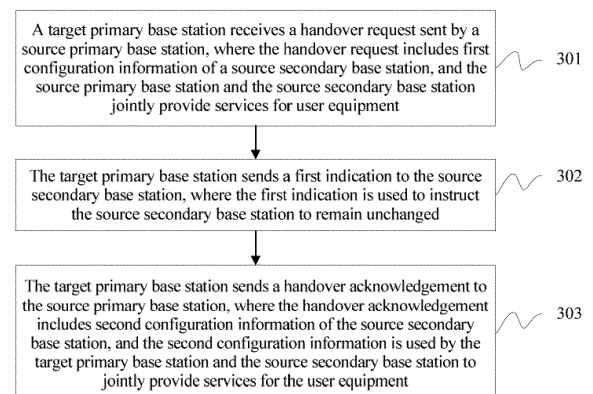 A target primary base station receives a handover request sent by a
source primary base station, where the handover request includes first
configuration information of a source secondary base station, and the
source primary base station and the source secondary base station
jointly provide services for user equipment
301
The target primary base station sends a first indication to the source
secondary base station, where the first indication is used to instruct
the source secondary base station to remain unchanged
302
The target primary base station sends a handover acknowledgement to
the source primary base station, where the handover acknowledgement
includes second configuration information of the source secondary
base station, and the second configuration information is used by the
target primary base station and the source secondary base station to
jointly provide services for the user equipment
303